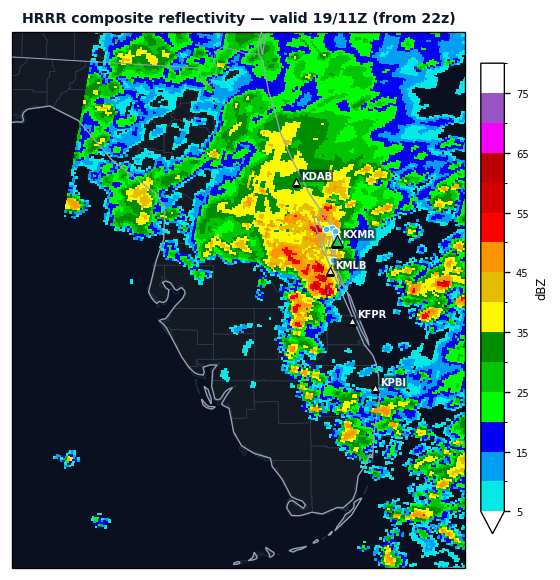 HRRR composite reflectivity — valid 19/11Z (from 22z)
KDAB
KXMR
KMLB
KFPR
KPBI
75
65
55
45
35
25
15
5
dBZ